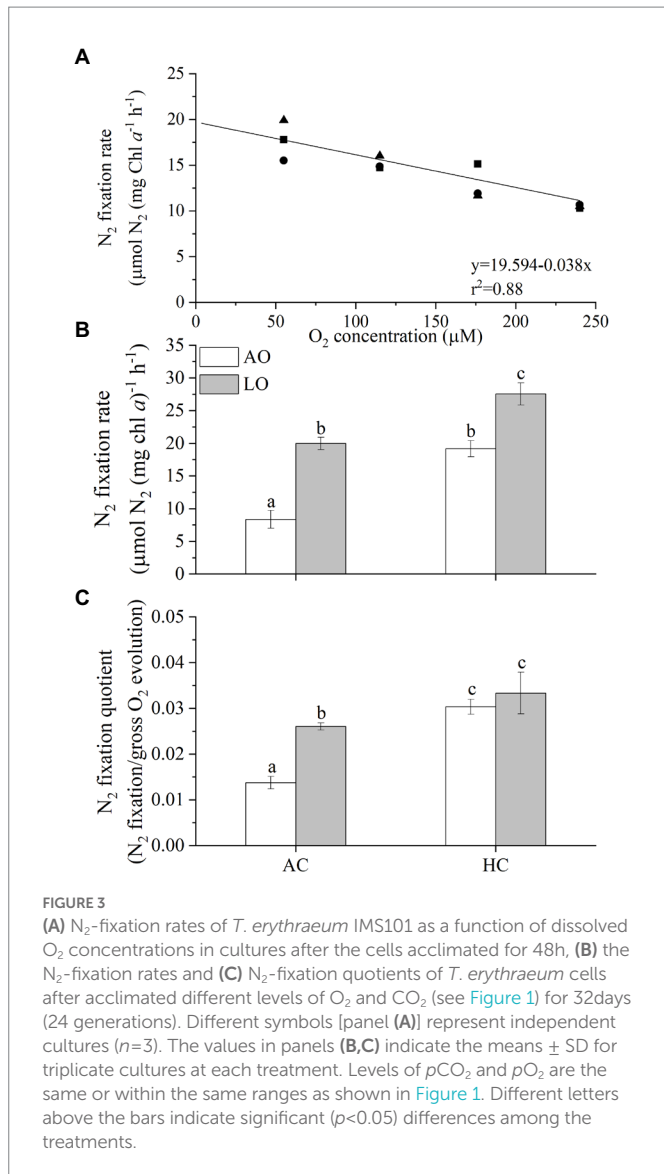 A
N₂ fixation rate
(μmol N₂ (mg Chl a⁻¹ h⁻¹)
25
20
15
10
5
0
0
50
100
150
200
250
y=19.594-0.038x
r²=0.88
O₂ concentration (μM)
B
N₂ fixation rate
(μmol N₂ (mg chl a)⁻¹ h⁻¹)
35
30
25
20
15
10
5
0
AO
LO
a
b
b
c
C
N₂ fixation quotient
(N₂ fixation/gross O₂ evolution)
0.05
0.04
0.03
0.02
0.01
0.00
a
b
c
c
AC
HC
FIGURE 3
(A) N₂-fixation rates of T. erythraeum IMS101 as a function of dissolved
O₂ concentrations in cultures after the cells acclimated for 48h, (B) the
N₂-fixation rates and (C) N₂-fixation quotients of T. erythraeum cells
after acclimated different levels of O₂ and CO₂ (see Figure 1) for 32days
(24 generations). Different symbols [panel (A)] represent independent
cultures (n=3). The values in panels (B,C) indicate the means ± SD for
triplicate cultures at each treatment. Levels of pCO₂ and pO₂ are the
same or within the same ranges as shown in Figure 1. Different letters
above the bars indicate significant (p<0.05) differences among the
treatments.